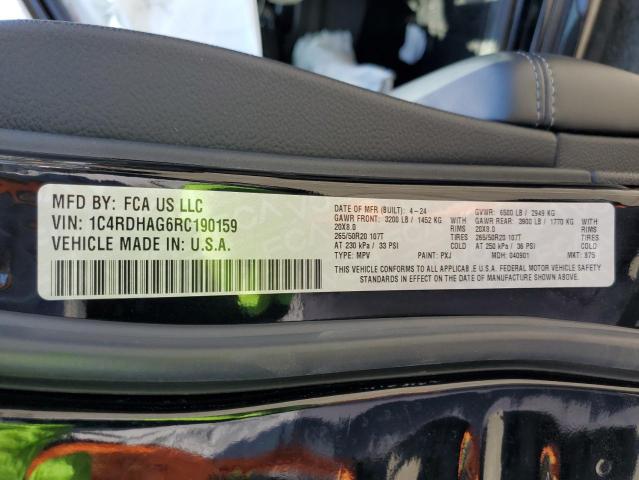 MFD BY: FCA US LLC
VIN: 1C4RDHAG6RC190159
VEHICLE MADE IN: U.S.A.
DATE OF MFR (BUILT): 4-24 GVWR: 6500 LB / 2949 KG
GAWR FRONT: 3200 LB / 1452 KG GAWR REAR: 3900 LB / 1770 KG
20X8.0 RIMS 20X8.0 RIMS
265/50R20 107T TIRES 265/50R20 107T TIRES
AT 230 kPa / 33 PSI COLD AT 250 kPa / 36 PSI COLD
TYPE: MPV PAINT: PXJ MDH: 040901 MKT: 875
THIS VEHICLE CONFORMS TO ALL APPLICABLE U.S.A. FEDERAL MOTOR VEHICLE SAFETY
STANDARDS IN EFFECT ON THE DATE OF MANUFACTURE SHOWN ABOVE.